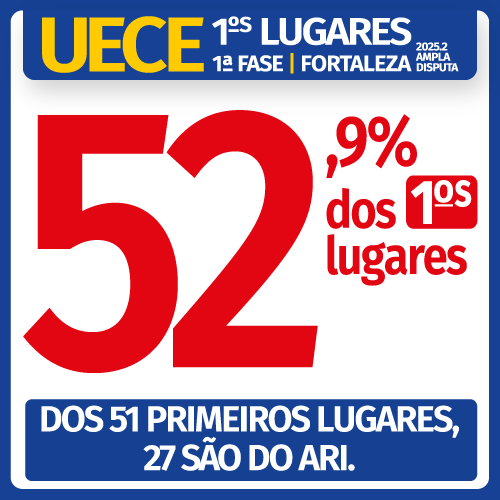 UECE 1ºs LUGARES
1ª FASE | FORTALEZA
2025.2
AMPLA
DISPUTA
52,9%
dos 1ºs
lugares
DOS 51 PRIMEIROS LUGARES,
27 SÃO DO ARI.